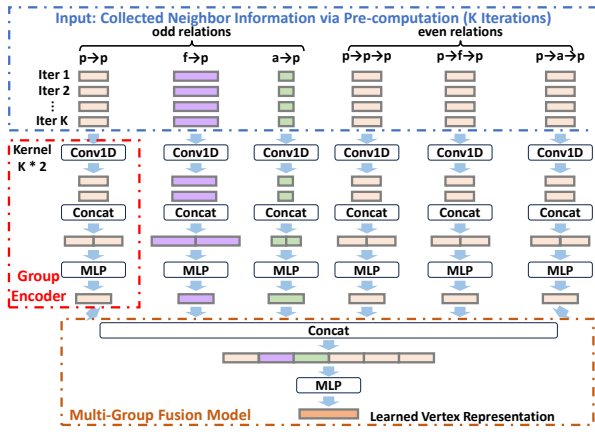 Input: Collected Neighbor Information via Pre-computation (K Iterations)
odd relations even relations
p→p f→p a→p p→p→p p→f→p p→a→p
Iter 1
Iter 2
⋮
Iter K
Kernel K * 2
Conv1D Conv1D Conv1D Conv1D Conv1D Conv1D
Concat Concat Concat Concat Concat Concat
MLP MLP MLP MLP MLP MLP
Group Encoder
Concat
MLP
Multi-Group Fusion Model
Learned Vertex Representation